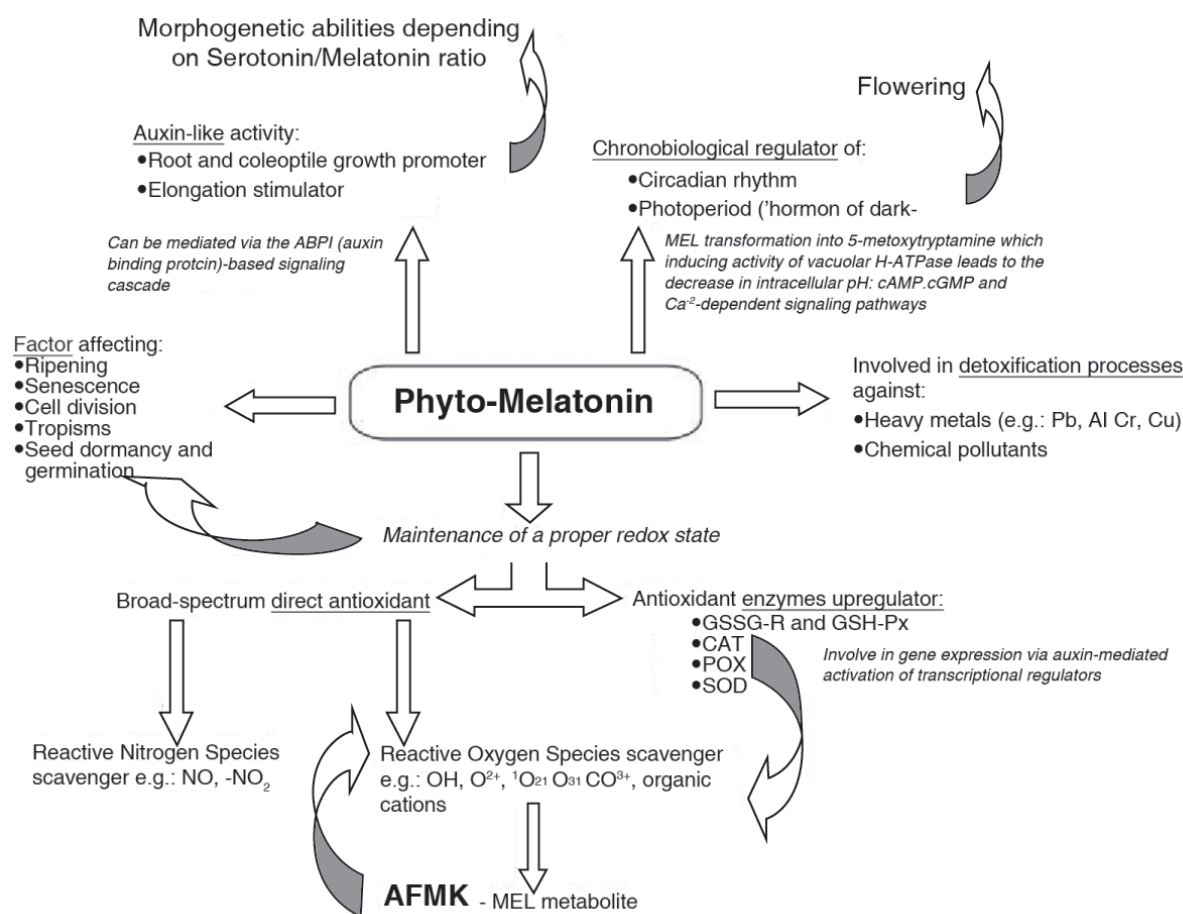 Morphogenetic abilities depending
on Serotonin/Melatonin ratio
Flowering
Auxin-like activity:
•Root and coleoptile growth promoter
•Elongation stimulator
Chronobiological regulator of:
•Circadian rhythm
•Photoperiod ('hormon of dark-
Can be mediated via the ABPI (auxin
binding protcin)-based signaling
cascade
MEL transformation into 5-metoxytryptamine which
inducing activity of vacuolar H-ATPase leads to the
decrease in intracellular pH: cAMP.cGMP and
Ca⁻²-dependent signaling pathways
Factor affecting:
•Ripening
•Senescence
•Cell division
•Tropisms
•Seed dormancy and
germination
Phyto-Melatonin
Involved in detoxification processes
against:
•Heavy metals (e.g.: Pb, Al Cr, Cu)
•Chemical pollutants
Maintenance of a proper redox state
Broad-spectrum direct antioxidant
Antioxidant enzymes upregulator:
•GSSG-R and GSH-Px
•CAT
•POX
•SOD
Involve in gene expression via auxin-mediated
activation of transcriptional regulators
Reactive Nitrogen Species
scavenger e.g.: NO, -NO₂
Reactive Oxygen Species scavenger
e.g.: OH, O²⁺, ¹O₂₁ O₃₁ CO³⁺, organic
cations
AFMK - MEL metabolite